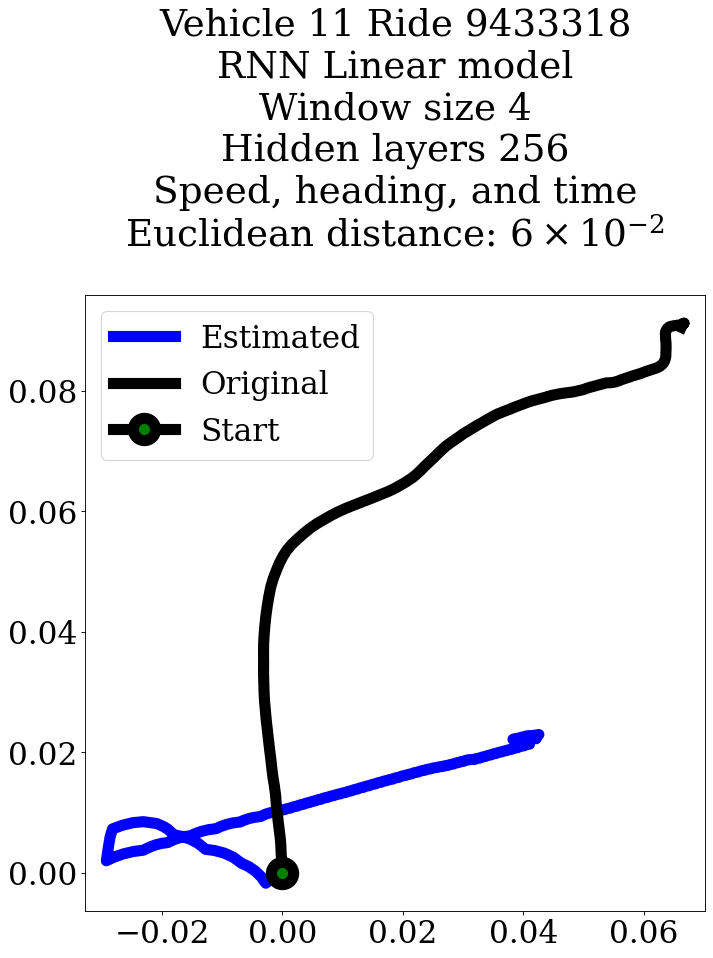 Vehicle 11 Ride 9433318
RNN Linear model
Window size 4
Hidden layers 256
Speed, heading, and time
Euclidean distance: 6 × 10⁻²
Estimated
Original
Start
0.08
0.06
0.04
0.02
0.00
−0.02 0.00 0.02 0.04 0.06